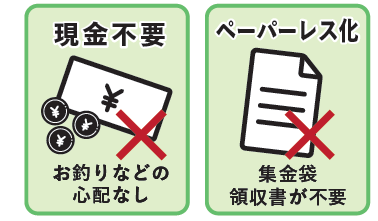 現金不要
¥
¥
¥
¥
お釣りなどの
心配なし
ペーパーレス化
集金袋
領収書が不要